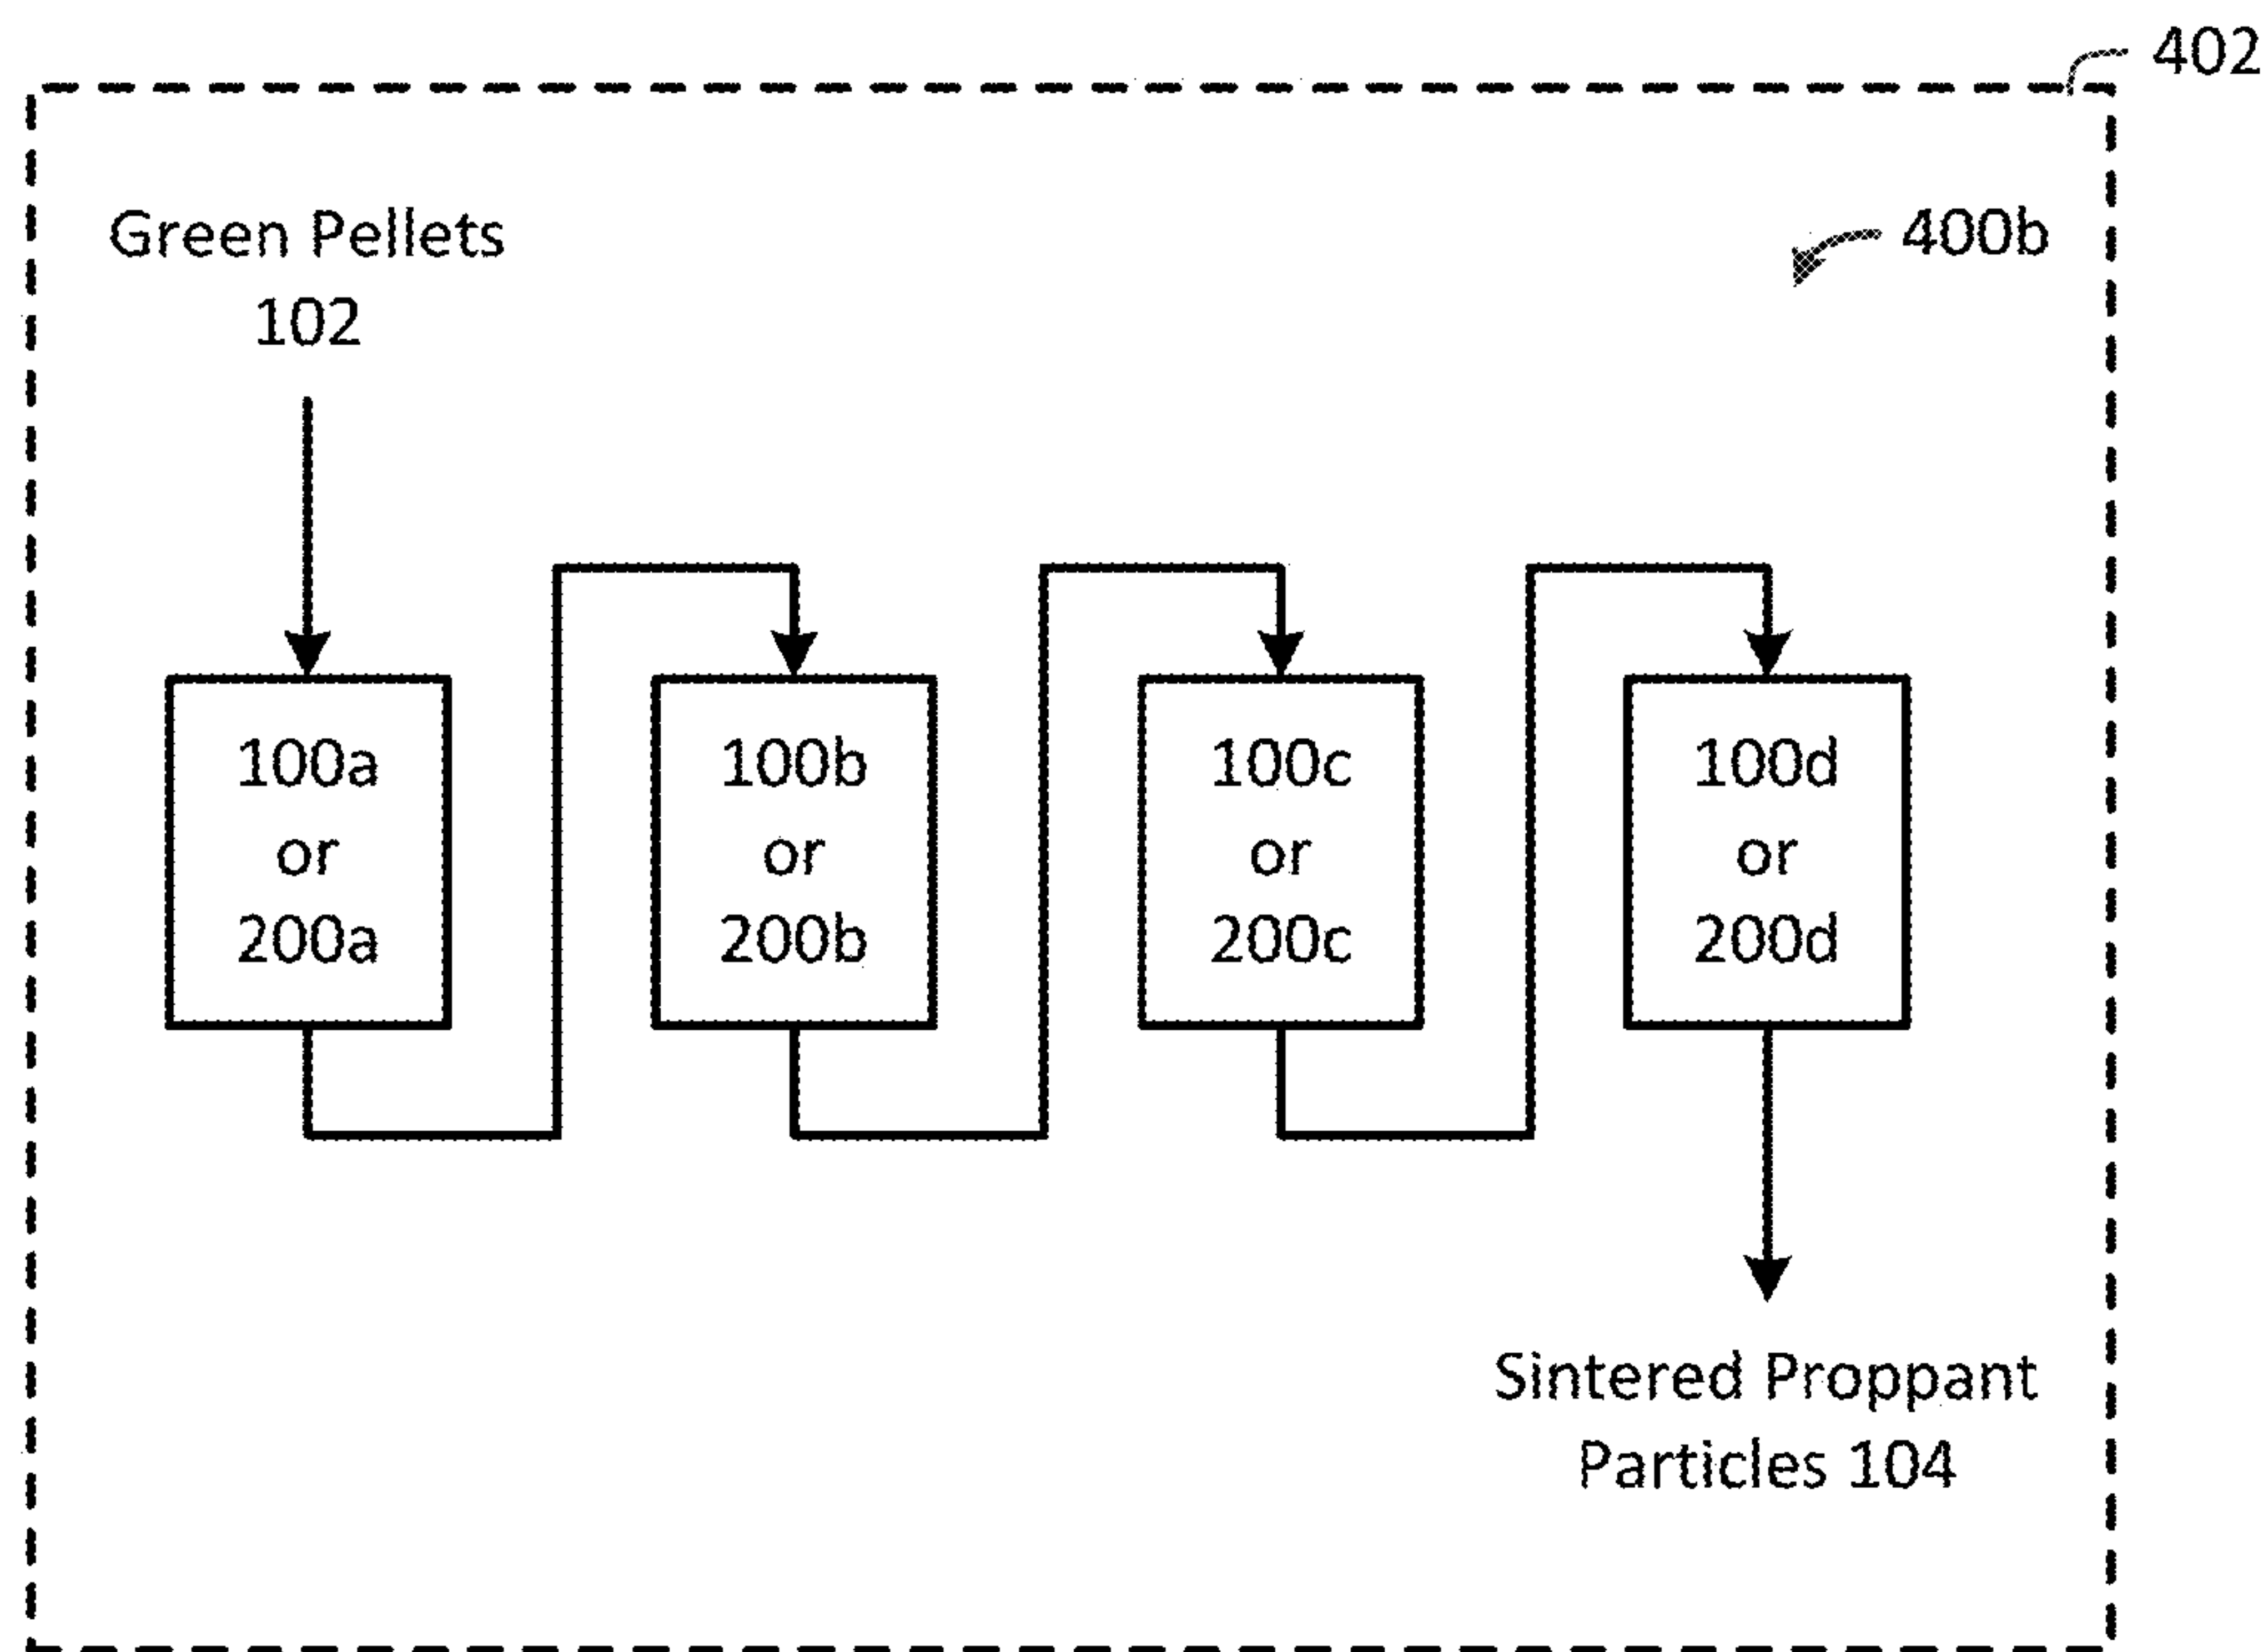 402
Green Pellets
102
400b
100a
or
200a
100b
or
200b
100c
or
200c
100d
or
200d
Sintered Proppant
Particles 104